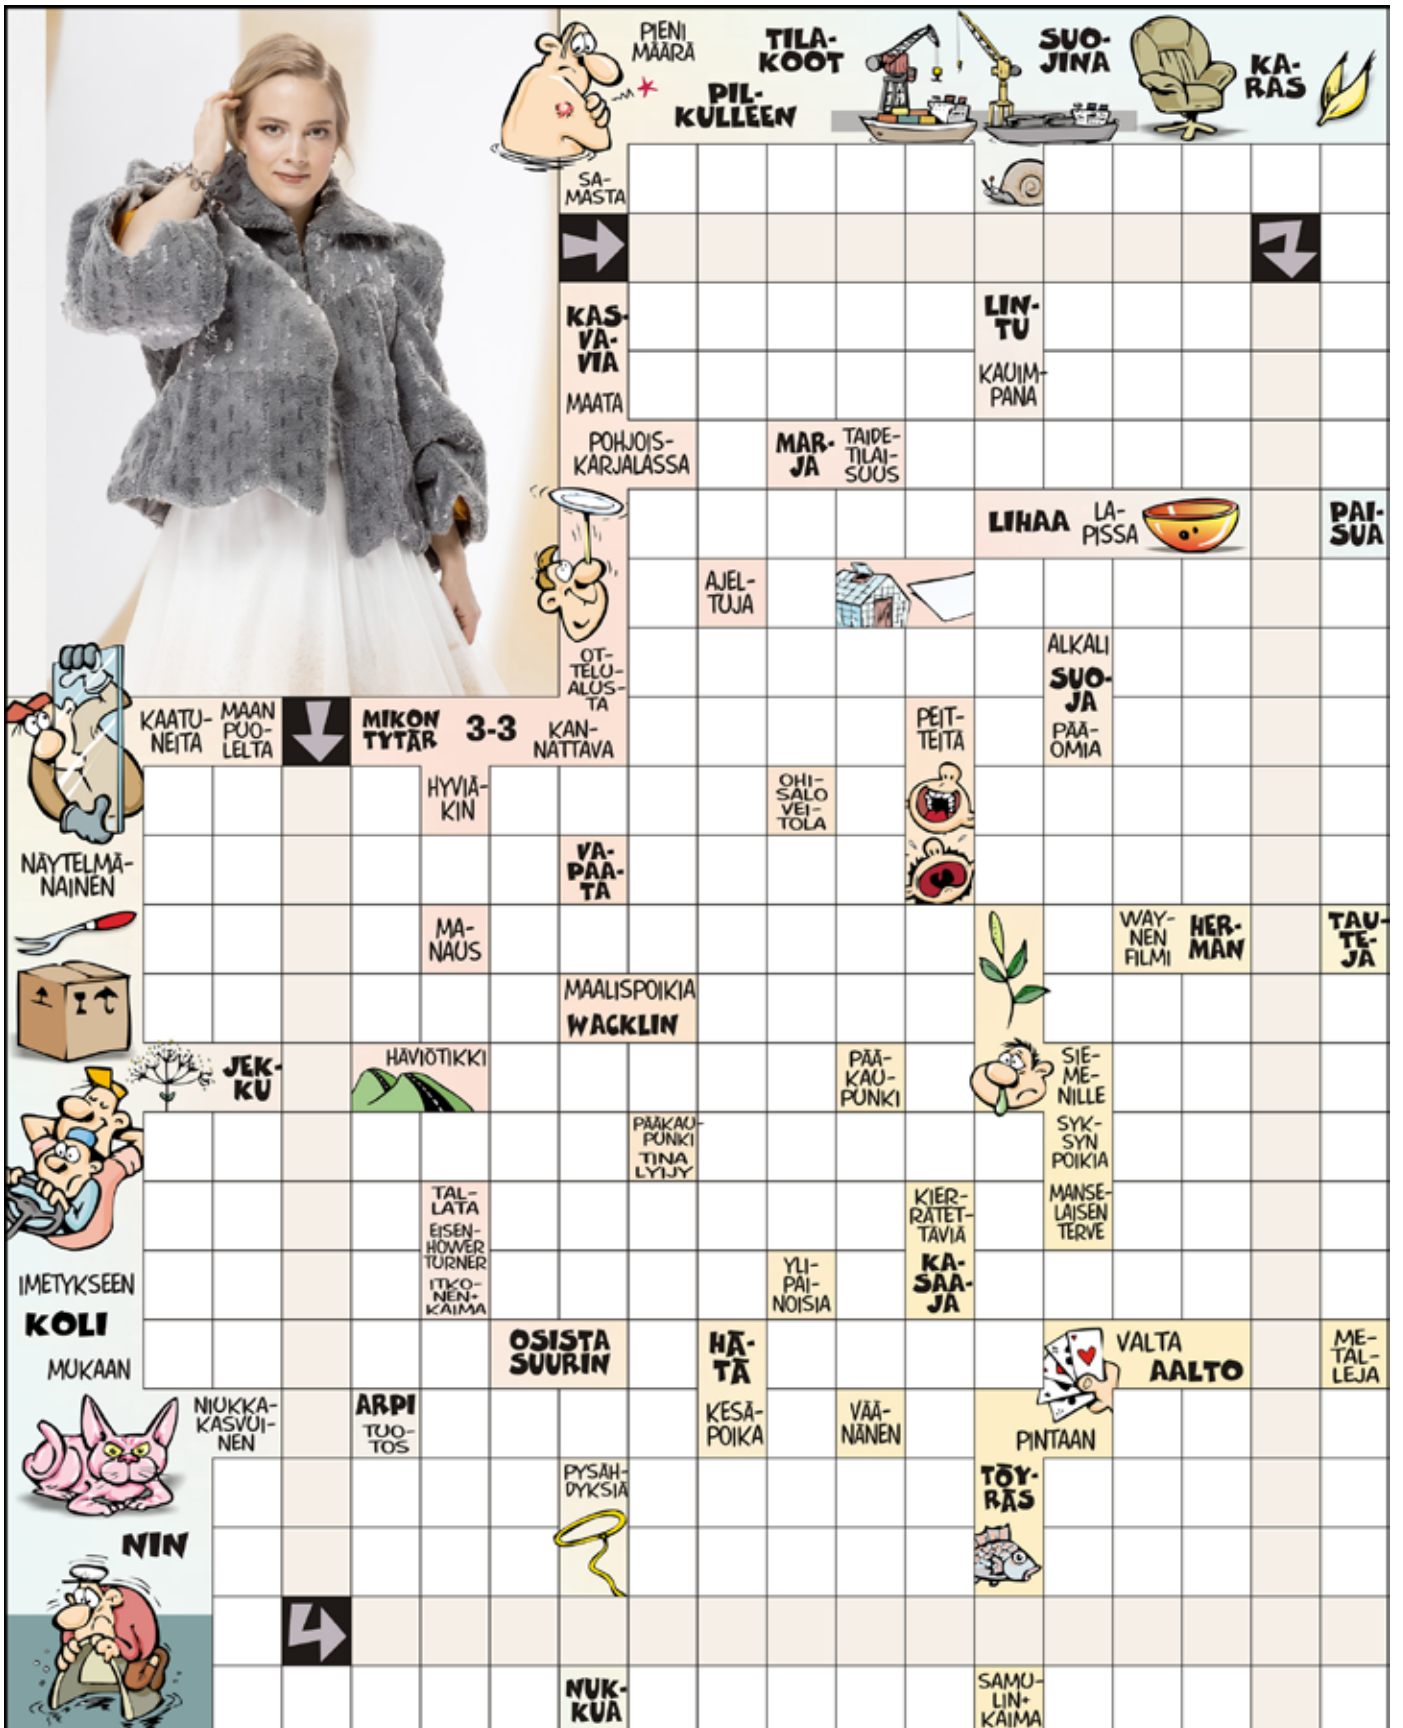 PIENI
MÄÄRÄ
PIL-
KULLEEN
TILA-
KOOT
SUO-
JINA
KA-
RAS
SA-
MASTA
KAS-
VA-
VIA
MAATA
LIN-
TU
KAUIM-
PANA
POHJOIS-
KARJALASSA
MAR-
JA
TAIDE-
TILAI-
SUUS
LIHAA
LA-
PISSA
PAI-
SUA
AJEL-
TUJA
OT-
TELU-
ALUS-
TA
ALKALI
SUO-
JA
PÄÄ-
OMIA
KAATU-
NEITA
MAAN
PUO-
LELTA
MIKON
TYTÄR
3-3
KAN-
NATTAVA
PEIT-
TEITÄ
HYVIÄ-
KIN
OHI-
SALO
VEI-
TOLA
NÄYTELMÄ-
NAINEN
VA-
PAA-
TA
MA-
NAUS
WAY-
NEN
FILMI
HER-
MAN
TAU-
TE-
JA
MAALISPOIKIA
WACKLIN
JEK-
KU
HÄVIÖTIKKI
PÄÄ-
KAU-
PUNKI
SIE-
ME-
NILLE
PÄÄKAU-
PUNKI
TINA
LYIJY
SYK-
SYN
POIKIA
TAL-
LATA
EISEN-
HOWER
TURNER
ITKO-
NEN+
KAIMA
KIER-
RÄTET-
TÄVIÄ
MANSE-
LAISEN
TERVE
IMETYKSEEN
YLI-
PAI-
NOISIA
KA-
SAA-
JA
KOLI
MUKAAN
OSISTA
SUURIN
HÄ-
TÄ
VALTA
AALTO
ME-
TAL-
LEJA
NIUKKA-
KASVUI-
NEN
ARPI
TUO-
TOS
KESÄ-
POIKA
VÄÄ-
NÄNEN
PINTAAN
PYSÄH-
DYKSIÄ
TÖY-
RÄS
NIN
NUK-
KUA
SAMU-
LIN+
KAIMA